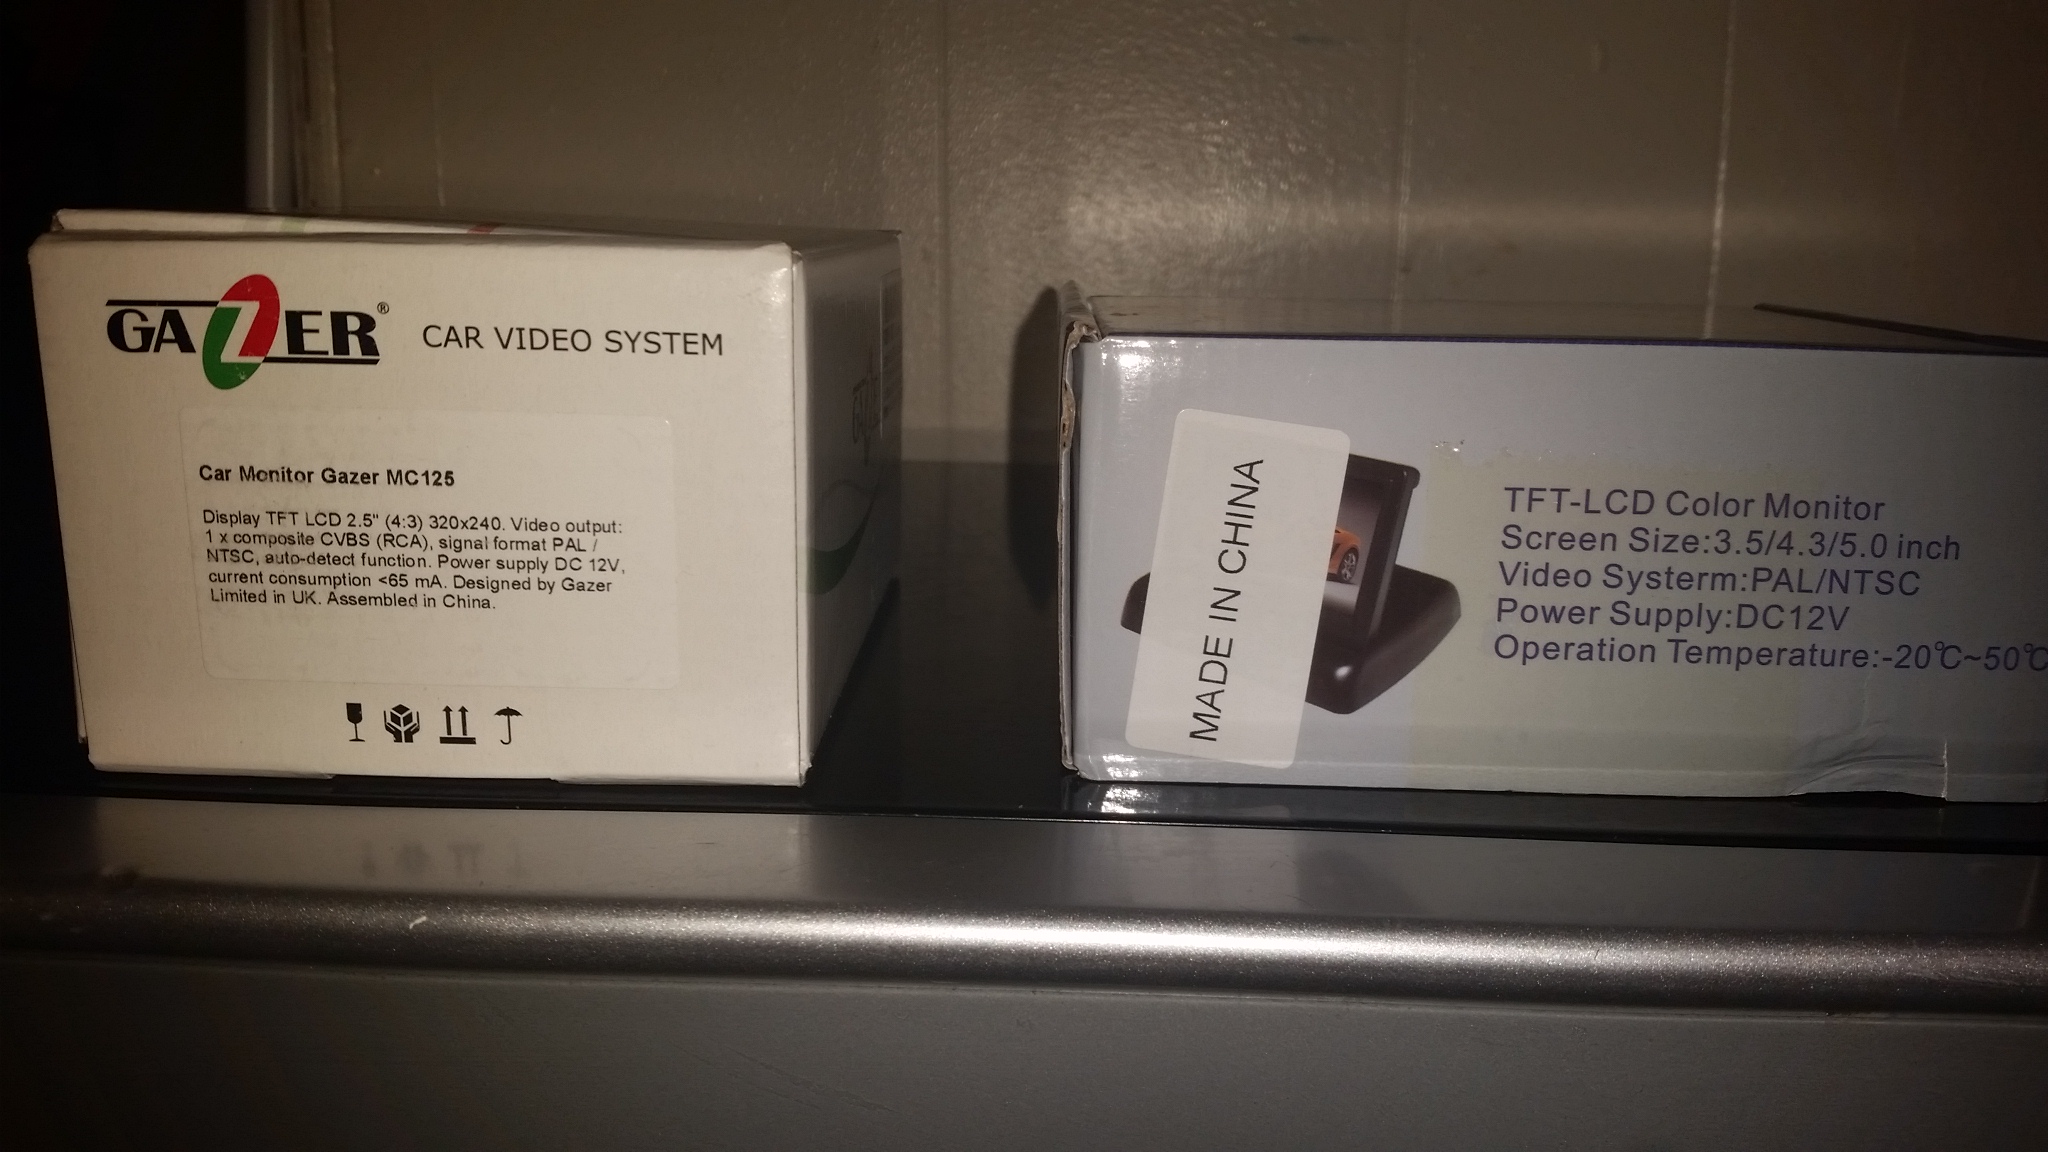 GAZER®
CAR VIDEO SYSTEM
Car Monitor Gazer MC125
Display TFT LCD 2.5" (4:3) 320x240. Video output:
1 x composite CVBS (RCA), signal format PAL /
NTSC, auto-detect function. Power supply DC 12V,
current consumption <65 mA. Designed by Gazer
Limited in UK. Assembled in China.
MADE IN CHINA
TFT-LCD Color Monitor
Screen Size:3.5/4.3/5.0 inch
Video Systerm:PAL/NTSC
Power Supply:DC12V
Operation Temperature:-20℃~50℃